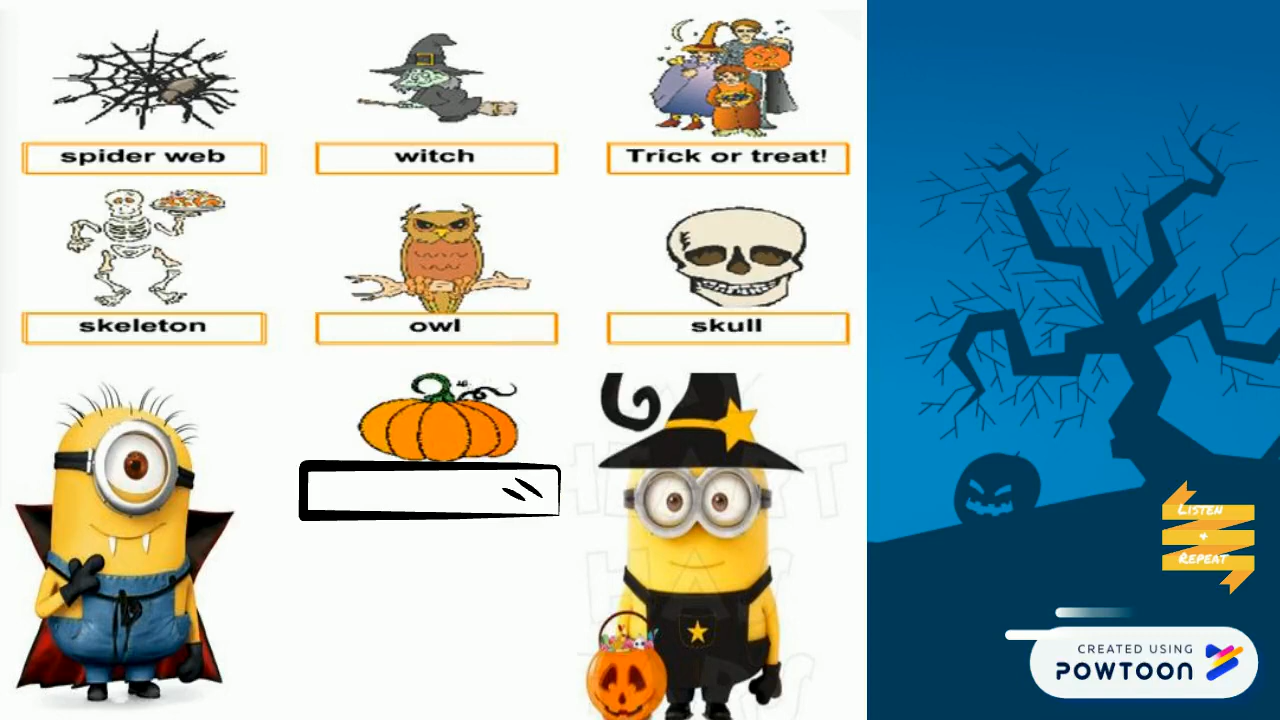 spider web
witch
Trick or treat!
skeleton
owl
skull
LISTEN
+
REPEAT
CREATED USING
POWTOON